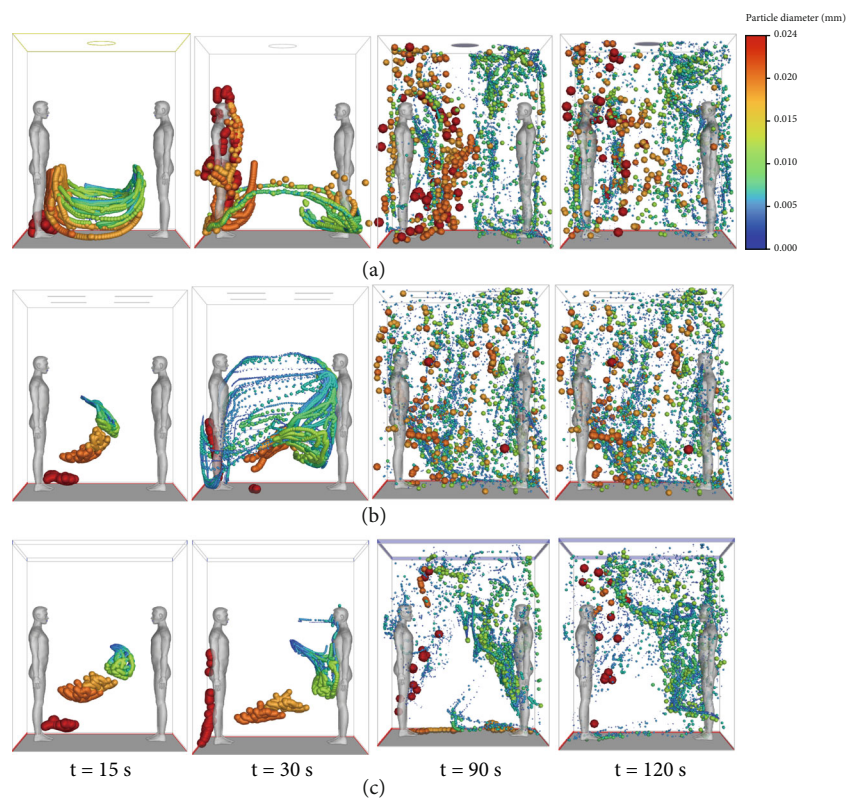 Particle diameter (mm)
0.024
0.020
0.015
0.010
0.005
0.000
(a)
(b)
t = 15 s t = 30 s t = 90 s t = 120 s
(c)